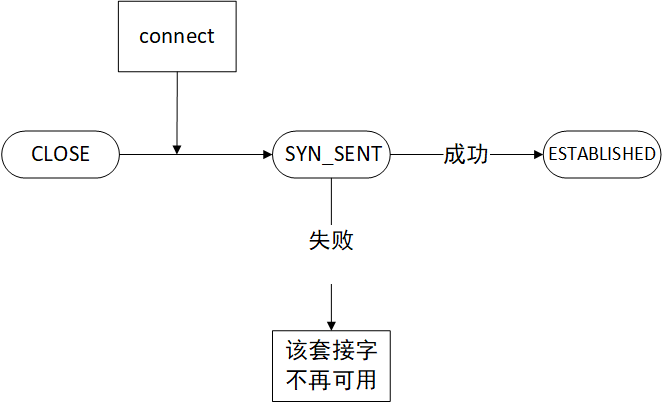 connect
CLOSE
SYN_SENT
成功
ESTABLISHED
失败
该套接字
不再可用